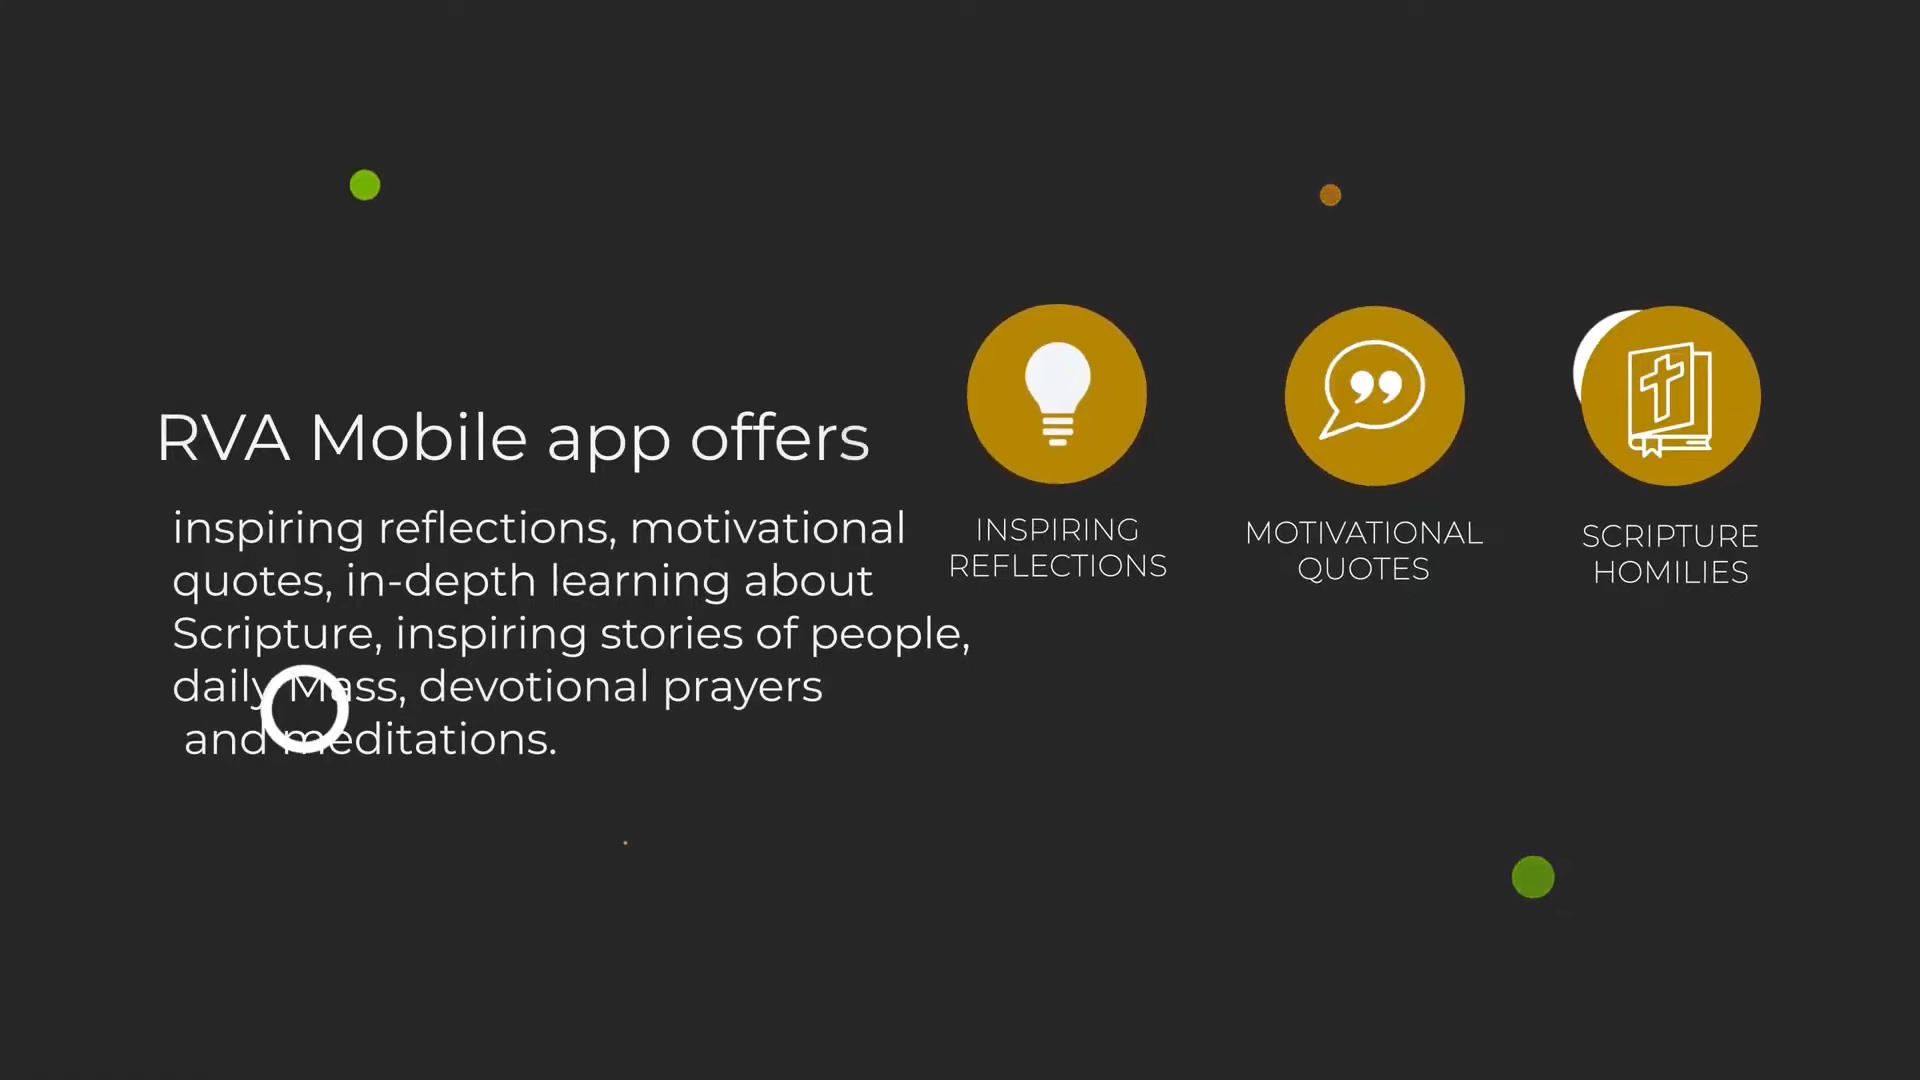 RVA Mobile app offers
inspiring reflections, motivational
quotes, in-depth learning about
Scripture, inspiring stories of people,
daily Mass, devotional prayers
and meditations.
INSPIRING
REFLECTIONS
MOTIVATIONAL
QUOTES
SCRIPTURE
HOMILIES